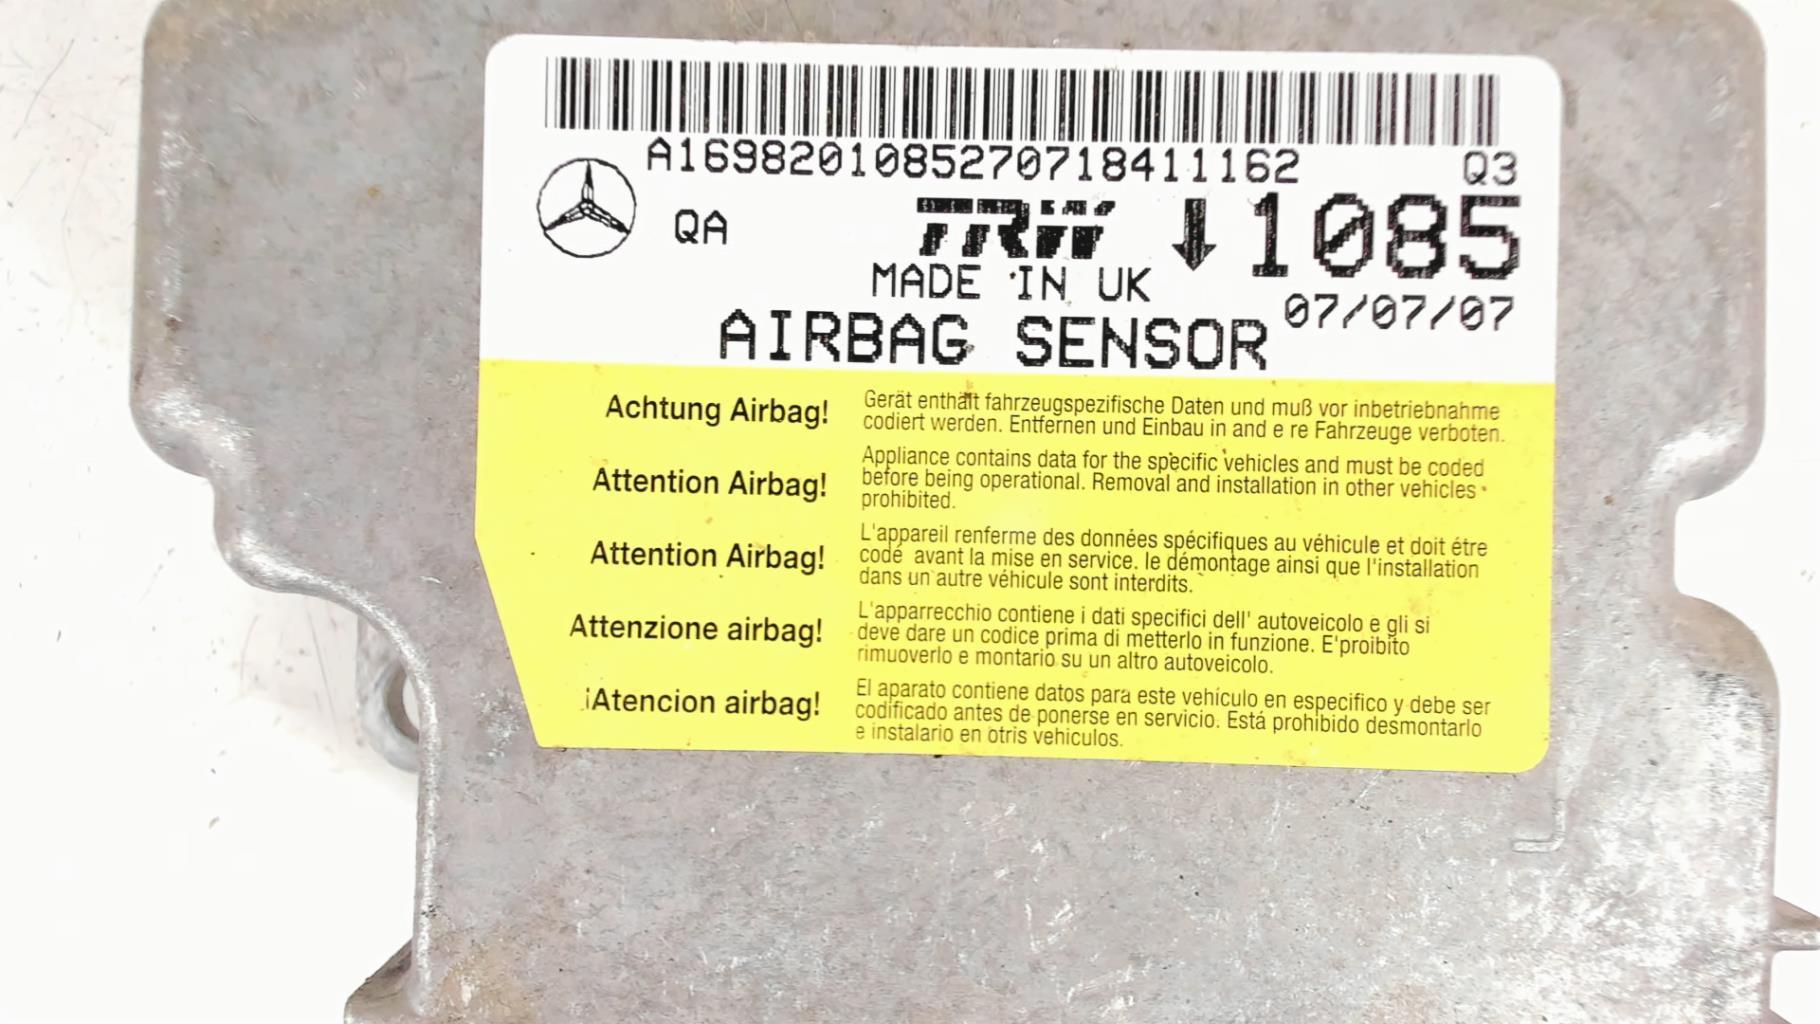 A1698201085270718411162 Q3
QA TRW 1085
MADE IN UK
07/07/07
AIRBAG SENSOR
Achtung Airbag!
Gerät enthält fahrzeugspezifische Daten und muß vor inbetriebnahme
codiert werden. Entfernen und Einbau in and e re Fahrzeuge verboten.
Attention Airbag!
Appliance contains data for the specific vehicles and must be coded
before being operational. Removal and installation in other vehicles
prohibited.
Attention Airbag!
L'appareil renferme des données spécifiques au véhicule et doit étre
codé avant la mise en service. le démontage ainsi que l'installation
dans un autre véhicule sont interdits.
Attenzione airbag!
L'apparrecchio contiene i dati specifici dell' autoveicolo e gli si
deve dare un codice prima di metterlo in funzione. E'proibito
rimuoverlo e montario su un altro autoveicolo.
¡Atencion airbag!
El aparato contiene datos para este vehículo en especifico y debe ser
codificado antes de ponerse en servicio. Está prohibido desmontarlo
e instalario en otris vehiculos.